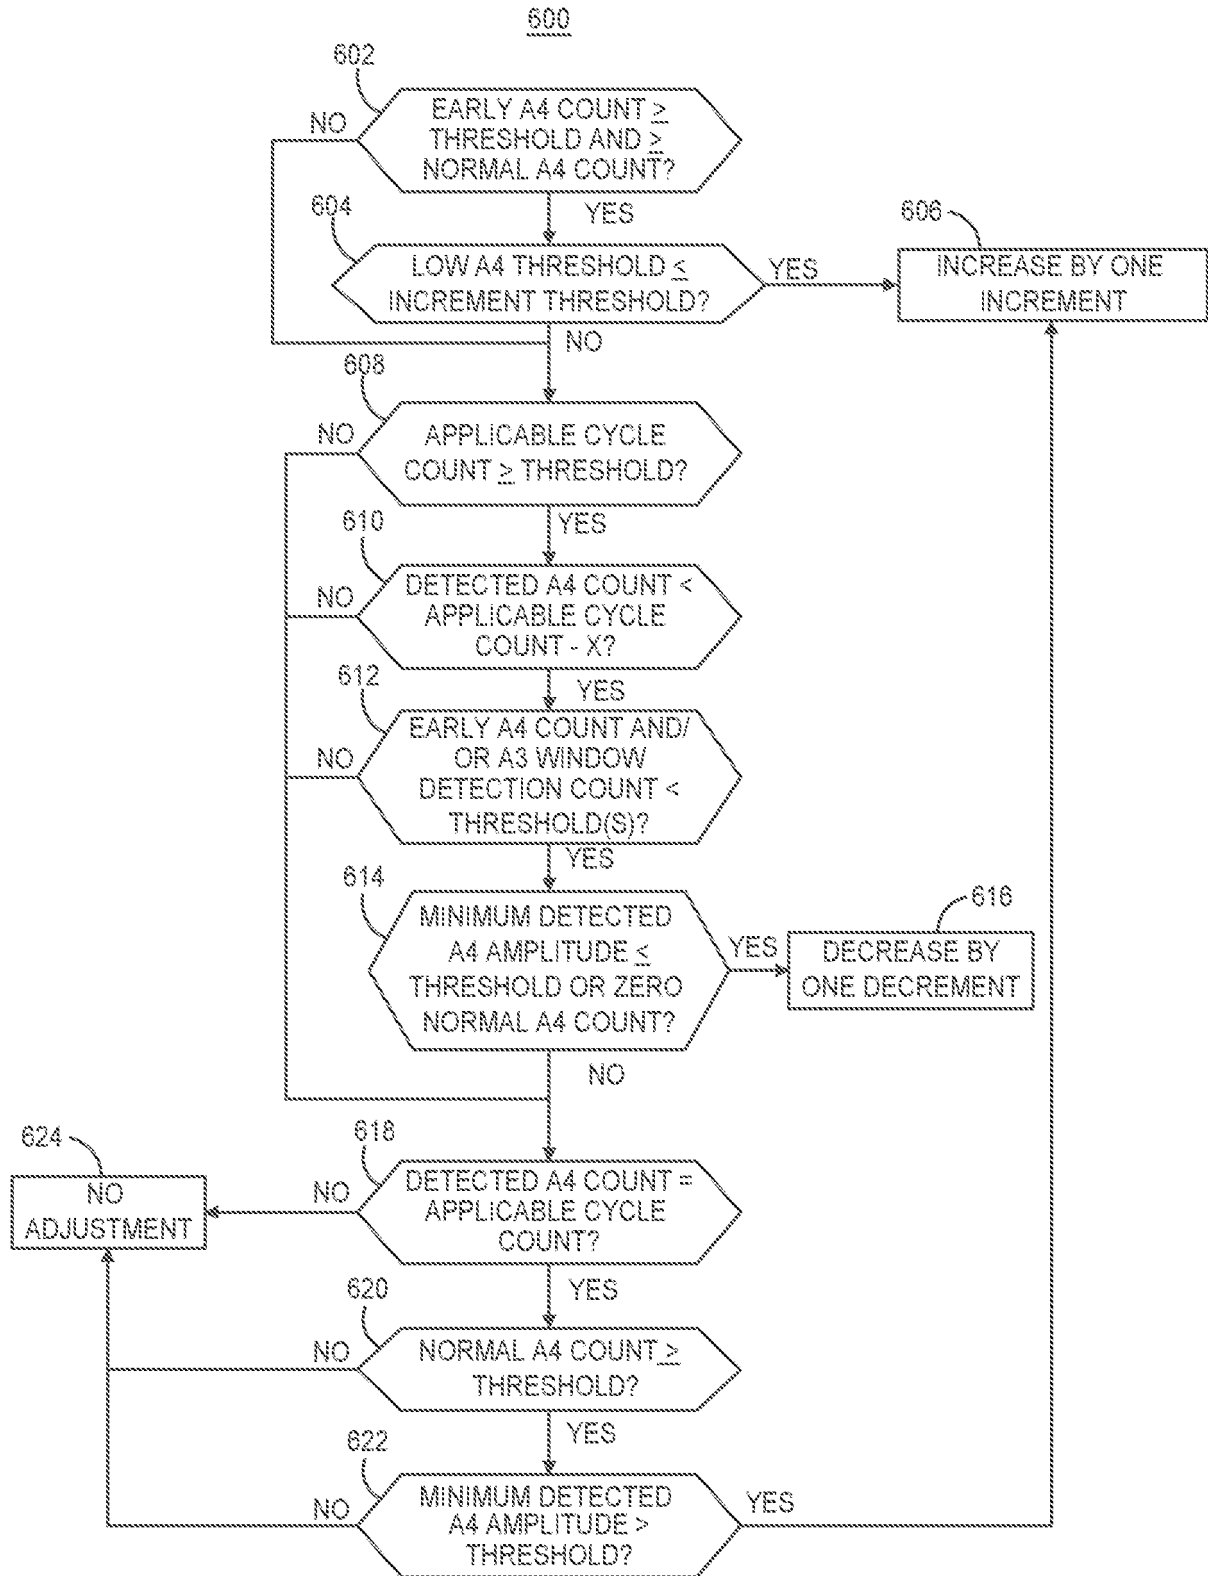 600
602
NO
EARLY A4 COUNT ≥
THRESHOLD AND ≥
NORMAL A4 COUNT?
YES
604
LOW A4 THRESHOLD ≤
INCREMENT THRESHOLD?
YES
606
INCREASE BY ONE
INCREMENT
NO
608
NO
APPLICABLE CYCLE
COUNT ≥ THRESHOLD?
YES
610
NO
DETECTED A4 COUNT <
APPLICABLE CYCLE
COUNT - X?
YES
612
NO
EARLY A4 COUNT AND/
OR A3 WINDOW
DETECTION COUNT <
THRESHOLD(S)?
YES
614
MINIMUM DETECTED
A4 AMPLITUDE ≤
THRESHOLD OR ZERO
NORMAL A4 COUNT?
YES
616
DECREASE BY
ONE DECREMENT
NO
618
NO
DETECTED A4 COUNT =
APPLICABLE CYCLE
COUNT?
624
NO
ADJUSTMENT
YES
620
NO
NORMAL A4 COUNT ≥
THRESHOLD?
YES
622
NO
MINIMUM DETECTED
A4 AMPLITUDE >
THRESHOLD?
YES